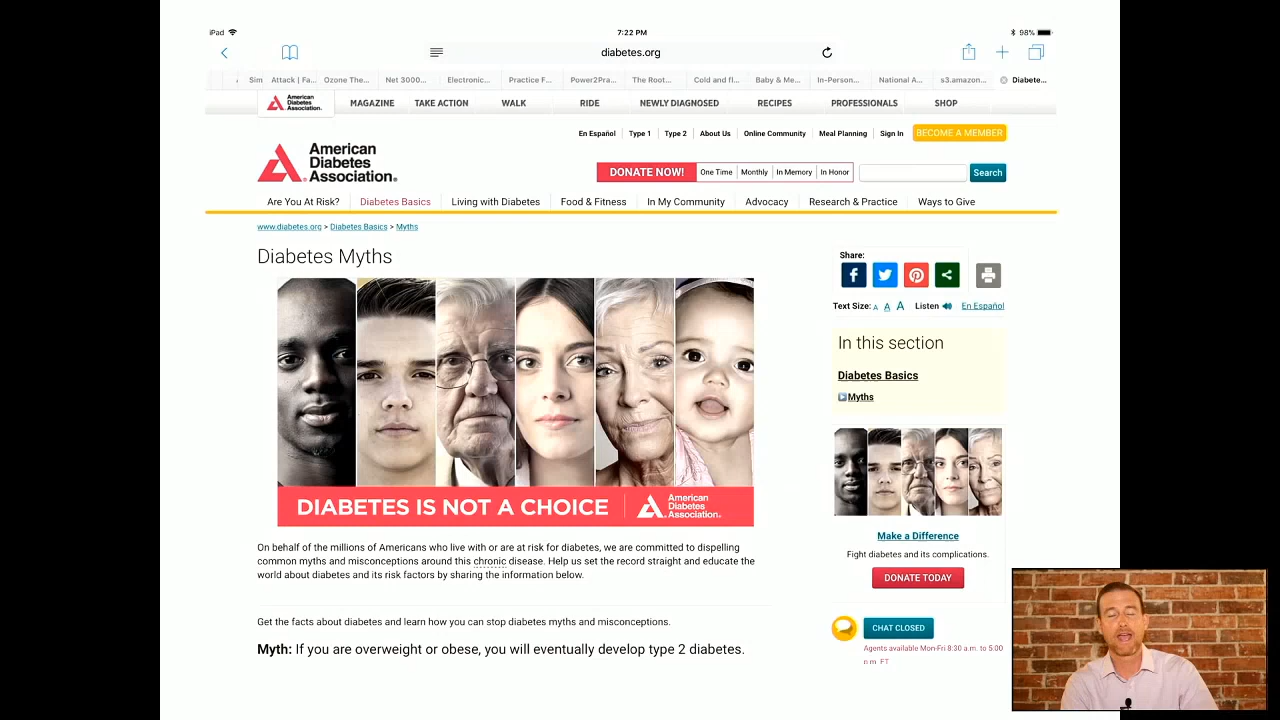 iPad
7:22 PM
98%
diabetes.org
Sim
Attack | Fa...
Ozone The...
Net 3000...
Electronic...
Practice F...
Power2Pra...
The Root...
Cold and fl...
Baby & Me...
In-Person...
National A...
s3.amazon...
Diabete...
American
Diabetes
Association.
MAGAZINE TAKE ACTION WALK RIDE NEWLY DIAGNOSED RECIPES PROFESSIONALS SHOP
En Español Type 1 Type 2 About Us Online Community Meal Planning Sign In BECOME A MEMBER
American
Diabetes
Association®
DONATE NOW! One Time Monthly In Memory In Honor Search
Are You At Risk? Diabetes Basics Living with Diabetes Food & Fitness In My Community Advocacy Research & Practice Ways to Give
www.diabetes.org > Diabetes Basics > Myths
Diabetes Myths
DIABETES IS NOT A CHOICE
American
Diabetes
Association.
On behalf of the millions of Americans who live with or are at risk for diabetes, we are committed to dispelling
common myths and misconceptions around this chronic disease. Help us set the record straight and educate the
world about diabetes and its risk factors by sharing the information below.
Get the facts about diabetes and learn how you can stop diabetes myths and misconceptions.
Myth: If you are overweight or obese, you will eventually develop type 2 diabetes.
Share:
Text Size: A A A Listen En Español
In this section
Diabetes Basics
Myths
Make a Difference
Fight diabetes and its complications.
DONATE TODAY
CHAT CLOSED
Agents available Mon-Fri 8:30 a.m. to 5:00
p.m. ET